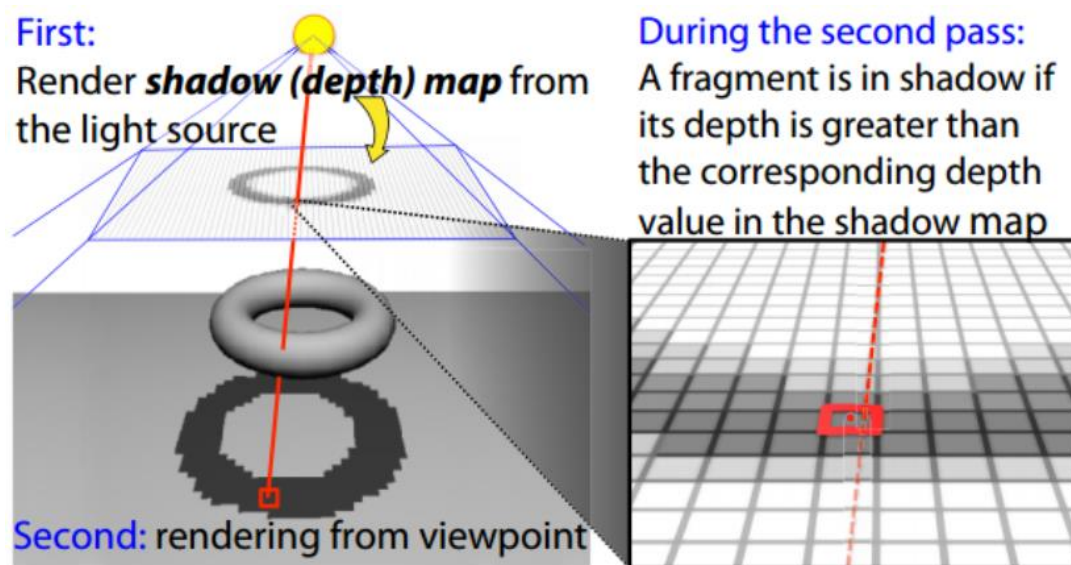 First:
Render shadow (depth) map from
the light source
During the second pass:
A fragment is in shadow if
its depth is greater than
the corresponding depth
value in the shadow map
Second: rendering from viewpoint